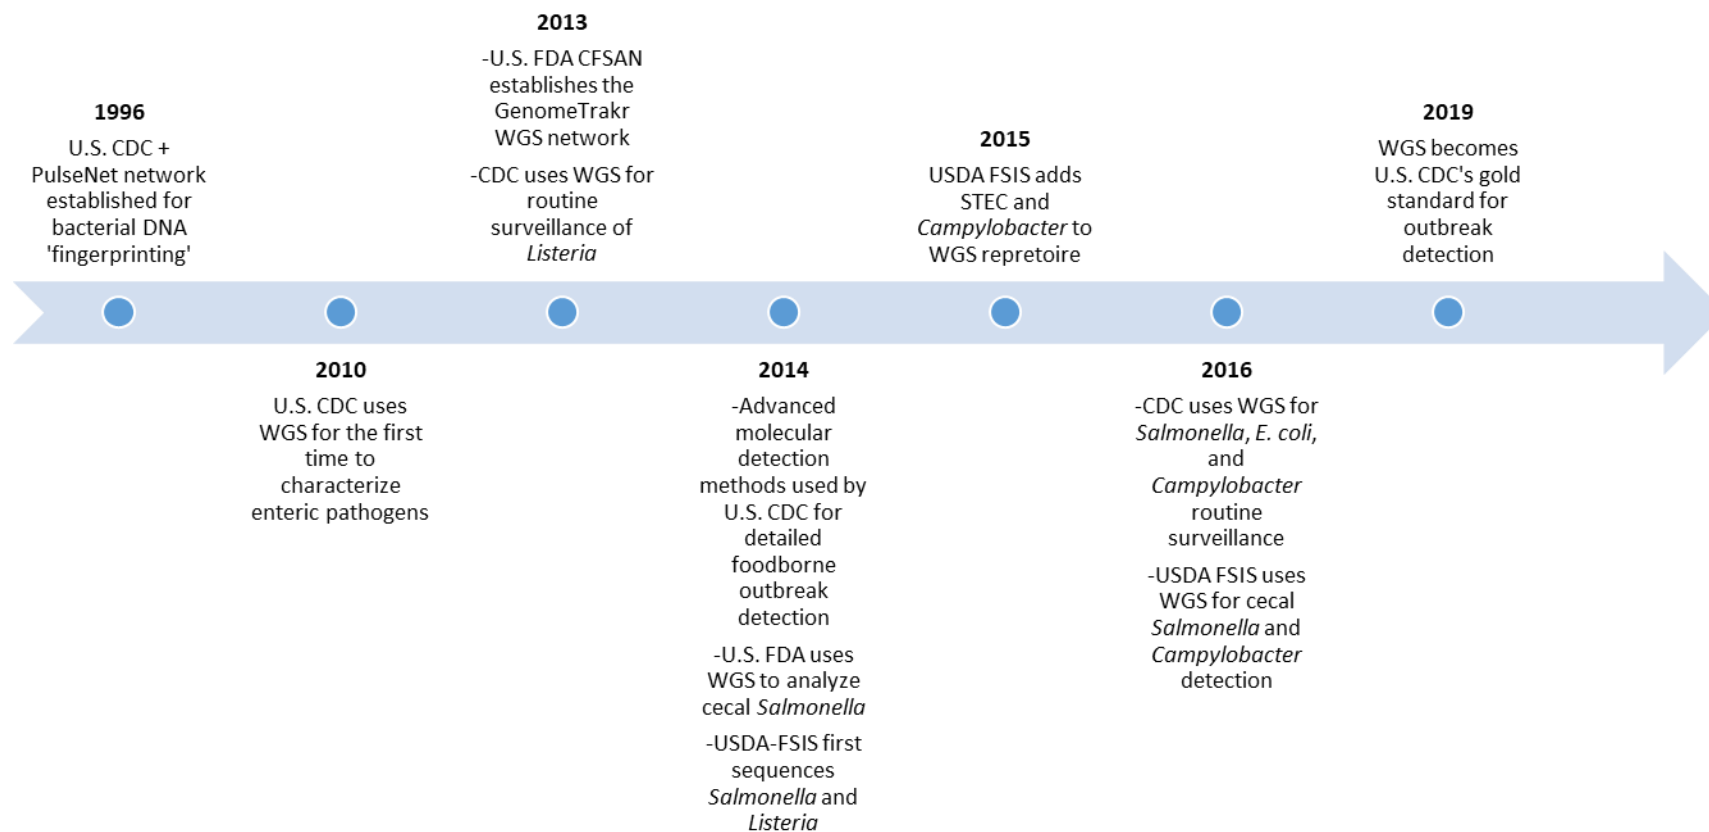 1996
U.S. CDC +
PulseNet network
established for
bacterial DNA
'fingerprinting'
2010
U.S. CDC uses
WGS for the first
time to
characterize
enteric pathogens
2013
-U.S. FDA CFSAN
establishes the
GenomeTrakr
WGS network
-CDC uses WGS for
routine
surveillance of
Listeria
2014
-Advanced
molecular
detection
methods used by
U.S. CDC for
detailed
foodborne
outbreak
detection
-U.S. FDA uses
WGS to analyze
cecal Salmonella
-USDA-FSIS first
sequences
Salmonella and
Listeria
2015
USDA FSIS adds
STEC and
Campylobacter to
WGS repretoire
2016
-CDC uses WGS for
Salmonella, E. coli,
and
Campylobacter
routine
surveillance
-USDA FSIS uses
WGS for cecal
Salmonella and
Campylobacter
detection
2019
WGS becomes
U.S. CDC's gold
standard for
outbreak
detection